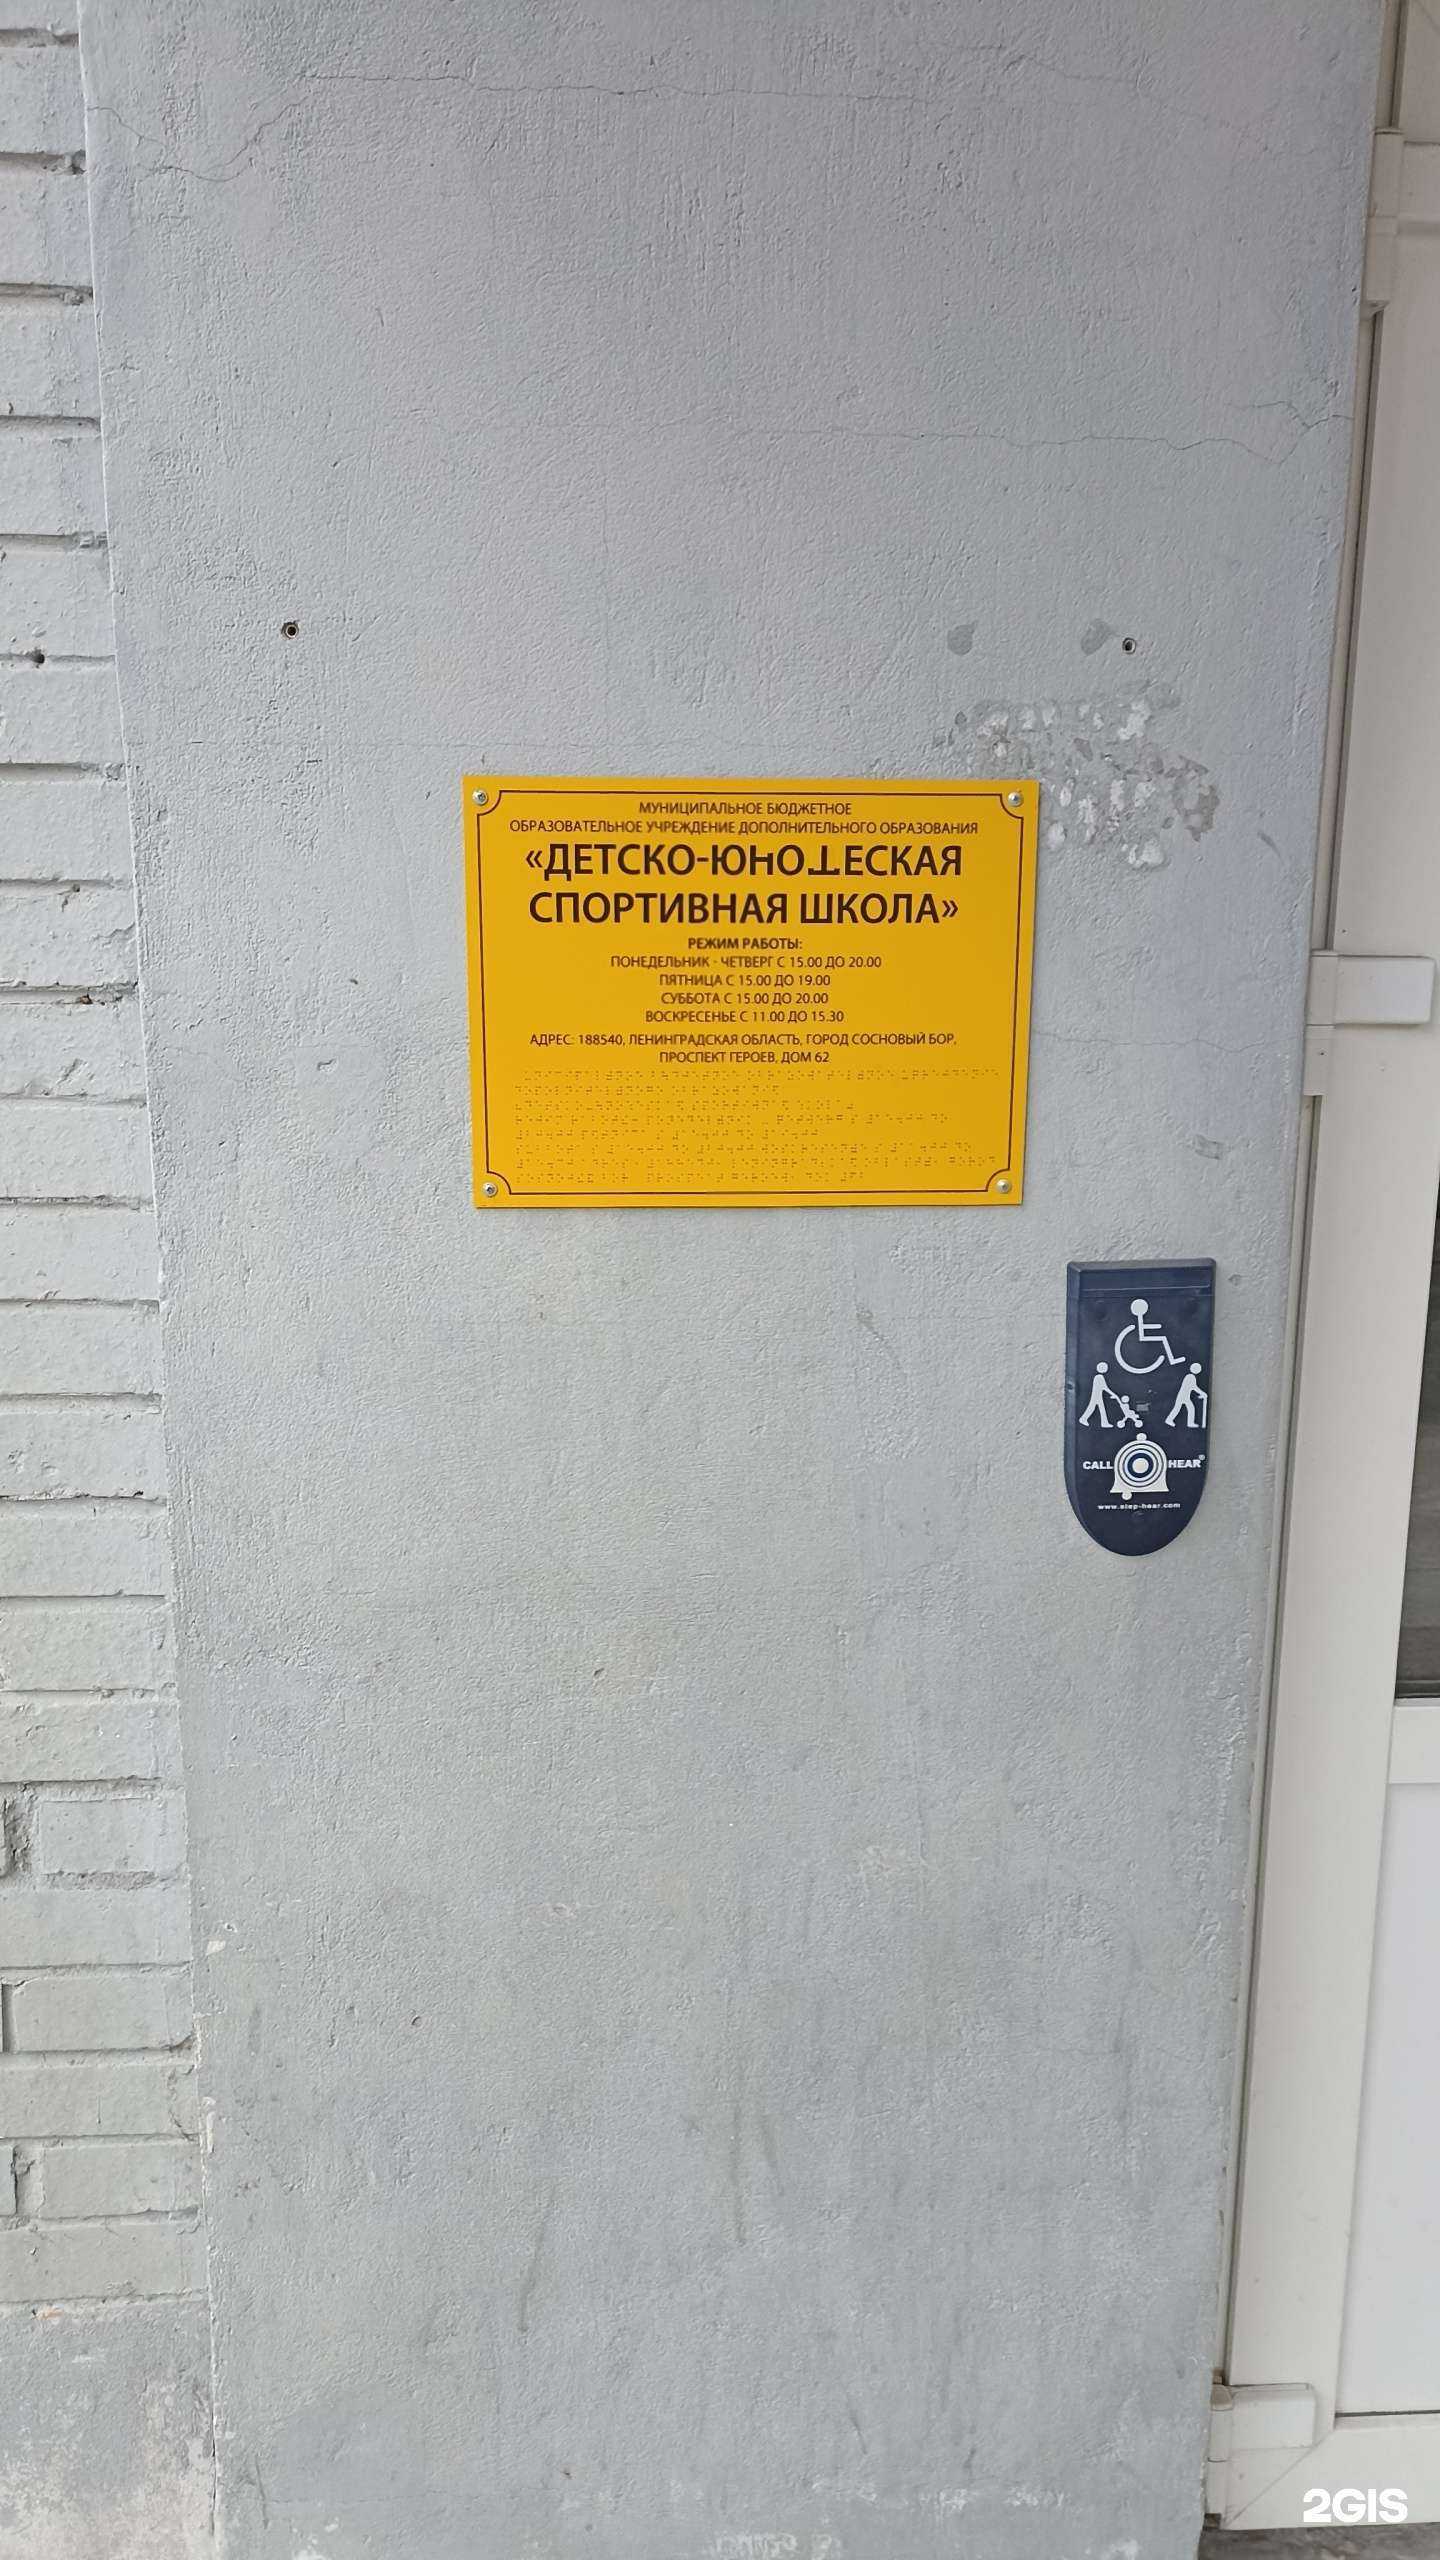 МУНИЦИПАЛЬНОЕ БЮДЖЕТНОЕ
ОБРАЗОВАТЕЛЬНОЕ УЧРЕЖДЕНИЕ ДОПОЛНИТЕЛЬНОГО ОБРАЗОВАНИЯ
«ДЕТСКО-ЮНОШЕСКАЯ
СПОРТИВНАЯ ШКОЛА»
РЕЖИМ РАБОТЫ:
ПОНЕДЕЛЬНИК - ЧЕТВЕРГ С 15.00 ДО 20.00
ПЯТНИЦА С 15.00 ДО 19.00
СУББОТА С 15.00 ДО 20.00
ВОСКРЕСЕНЬЕ С 11.00 ДО 15.30
АДРЕС: 188540, ЛЕНИНГРАДСКАЯ ОБЛАСТЬ, ГОРОД СОСНОВЫЙ БОР,
ПРОСПЕКТ ГЕРОЕВ, ДОМ 62
CALL HEAR
www.step-hear.com
2GIS